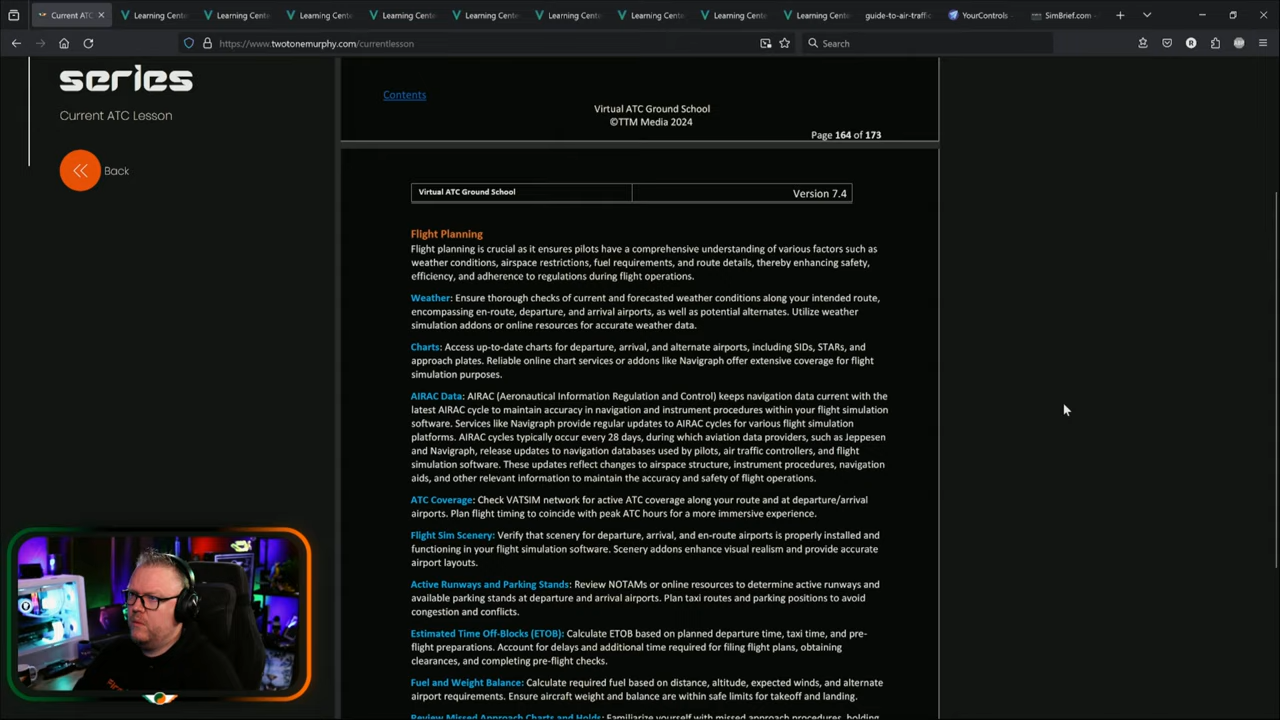 Current ATC
Learning Cente
Learning Cente
Learning Cente
Learning Cente
Learning Cente
Learning Cente
Learning Cente
Learning Cente
Learning Cente
guide-to-air-traffi
YourControls
SimBrief.com
https://www.twotonemurphy.com/currentlesson
Search
series
Current ATC Lesson
Back
Contents
Virtual ATC Ground School
©TTM Media 2024
Page 164 of 173
Virtual ATC Ground School
Version 7.4
Flight Planning
Flight planning is crucial as it ensures pilots have a comprehensive understanding of various factors such as
weather conditions, airspace restrictions, fuel requirements, and route details, thereby enhancing safety,
efficiency, and adherence to regulations during flight operations.
Weather: Ensure thorough checks of current and forecasted weather conditions along your intended route,
encompassing en-route, departure, and arrival airports, as well as potential alternates. Utilize weather
simulation addons or online resources for accurate weather data.
Charts: Access up-to-date charts for departure, arrival, and alternate airports, including SIDs, STARs, and
approach plates. Reliable online chart services or addons like Navigraph offer extensive coverage for flight
simulation purposes.
AIRAC Data: AIRAC (Aeronautical Information Regulation and Control) keeps navigation data current with the
latest AIRAC cycle to maintain accuracy in navigation and instrument procedures within your flight simulation
software. Services like Navigraph provide regular updates to AIRAC cycles for various flight simulation
platforms. AIRAC cycles typically occur every 28 days, during which aviation data providers, such as Jeppesen
and Navigraph, release updates to navigation databases used by pilots, air traffic controllers, and flight
simulation software. These updates reflect changes to airspace structure, instrument procedures, navigation
aids, and other relevant information to maintain the accuracy and safety of flight operations.
ATC Coverage: Check VATSIM network for active ATC coverage along your route and at departure/arrival
airports. Plan flight timing to coincide with peak ATC hours for a more immersive experience.
Flight Sim Scenery: Verify that scenery for departure, arrival, and en-route airports is properly installed and
functioning in your flight simulation software. Scenery addons enhance visual realism and provide accurate
airport layouts.
Active Runways and Parking Stands: Review NOTAMs or online resources to determine active runways and
available parking stands at departure and arrival airports. Plan taxi routes and parking positions to avoid
congestion and conflicts.
Estimated Time Off-Blocks (ETOB): Calculate ETOB based on planned departure time, taxi time, and pre-
flight preparations. Account for delays and additional time required for filing flight plans, obtaining
clearances, and completing pre-flight checks.
Fuel and Weight Balance: Calculate required fuel based on distance, altitude, expected winds, and alternate
airport requirements. Ensure aircraft weight and balance are within safe limits for takeoff and landing.
Review Missed Approach Charts and Holds: Familiarize yourself with missed approach procedures, holding